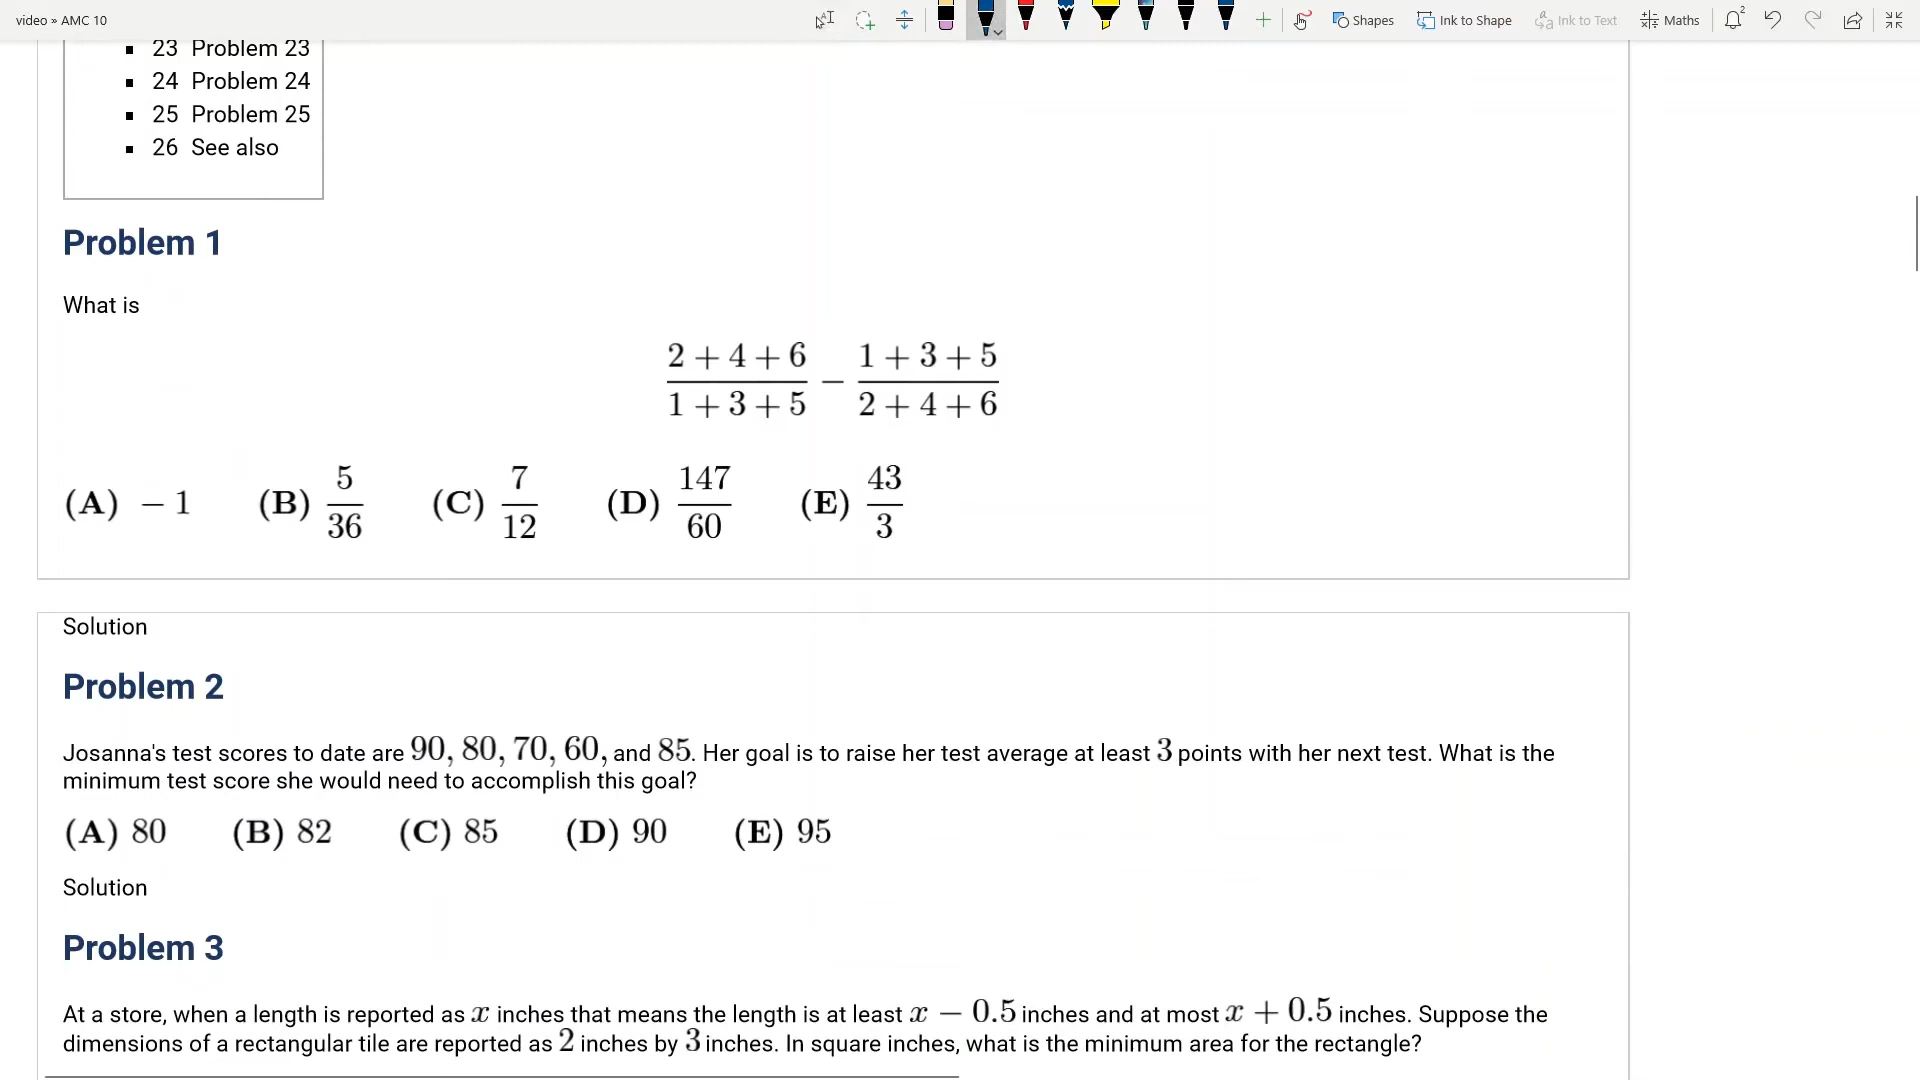 video » AMC 10
Shapes Ink to Shape Ink to Text Maths 2
23 Problem 23
24 Problem 24
25 Problem 25
26 See also
Problem 1
What is
2 + 4 + 6 1 + 3 + 5
−
1 + 3 + 5 2 + 4 + 6
(A) − 1 (B) 5/36 (C) 7/12 (D) 147/60 (E) 43/3
Solution
Problem 2
Josanna's test scores to date are 90, 80, 70, 60, and 85. Her goal is to raise her test average at least 3 points with her next test. What is the
minimum test score she would need to accomplish this goal?
(A) 80 (B) 82 (C) 85 (D) 90 (E) 95
Solution
Problem 3
At a store, when a length is reported as x inches that means the length is at least x − 0.5 inches and at most x + 0.5 inches. Suppose the
dimensions of a rectangular tile are reported as 2 inches by 3 inches. In square inches, what is the minimum area for the rectangle?